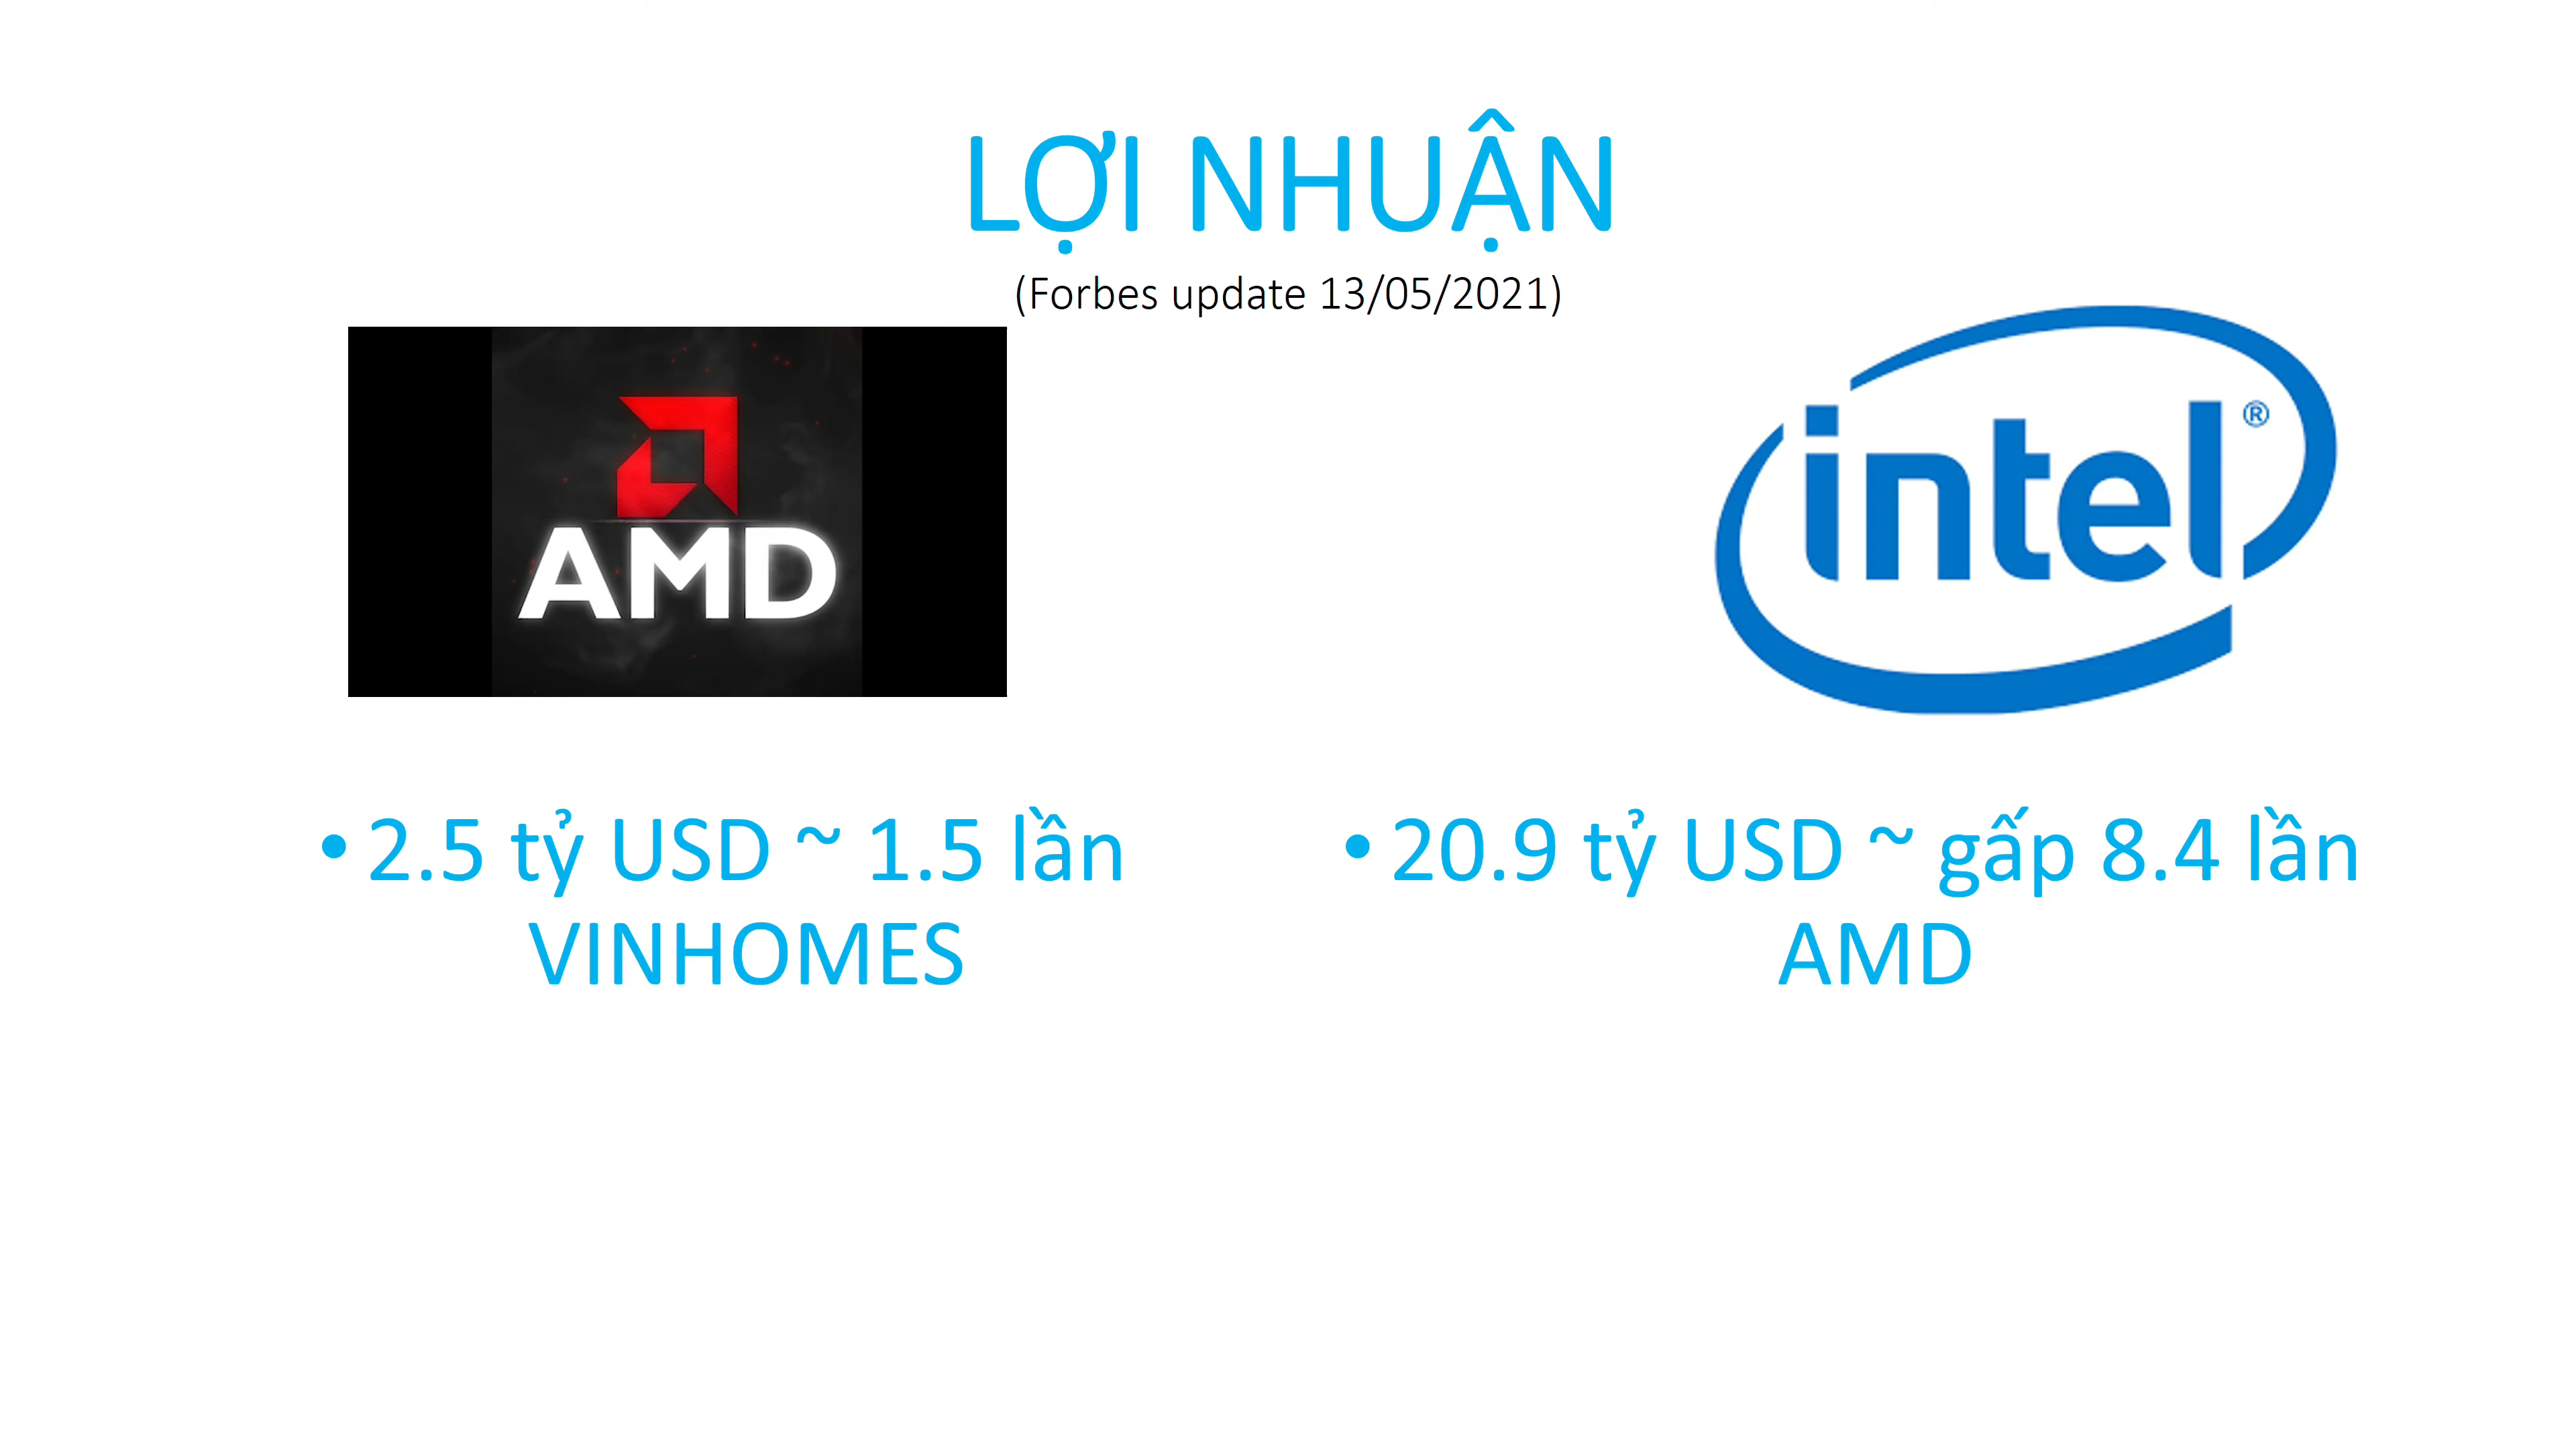 LỢI NHUẬN
(Forbes update 13/05/2021)
AMD
intel®
• 2.5 tỷ USD ~ 1.5 lần
VINHOMES
• 20.9 tỷ USD ~ gấp 8.4 lần
AMD